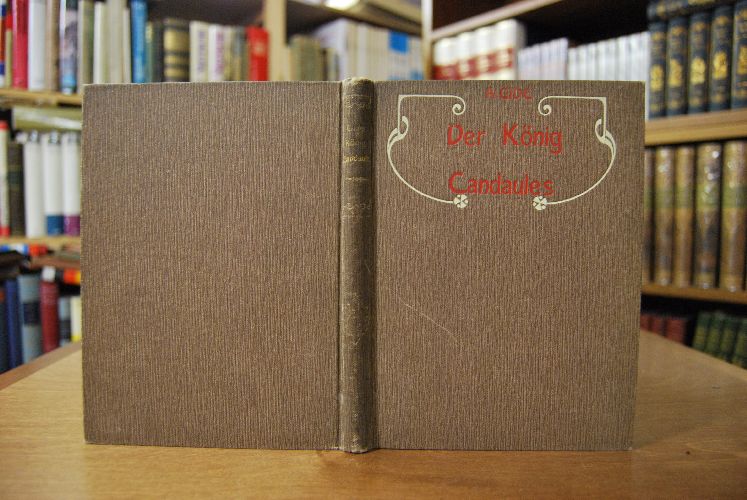 A. GIDE
Der König
Candaules